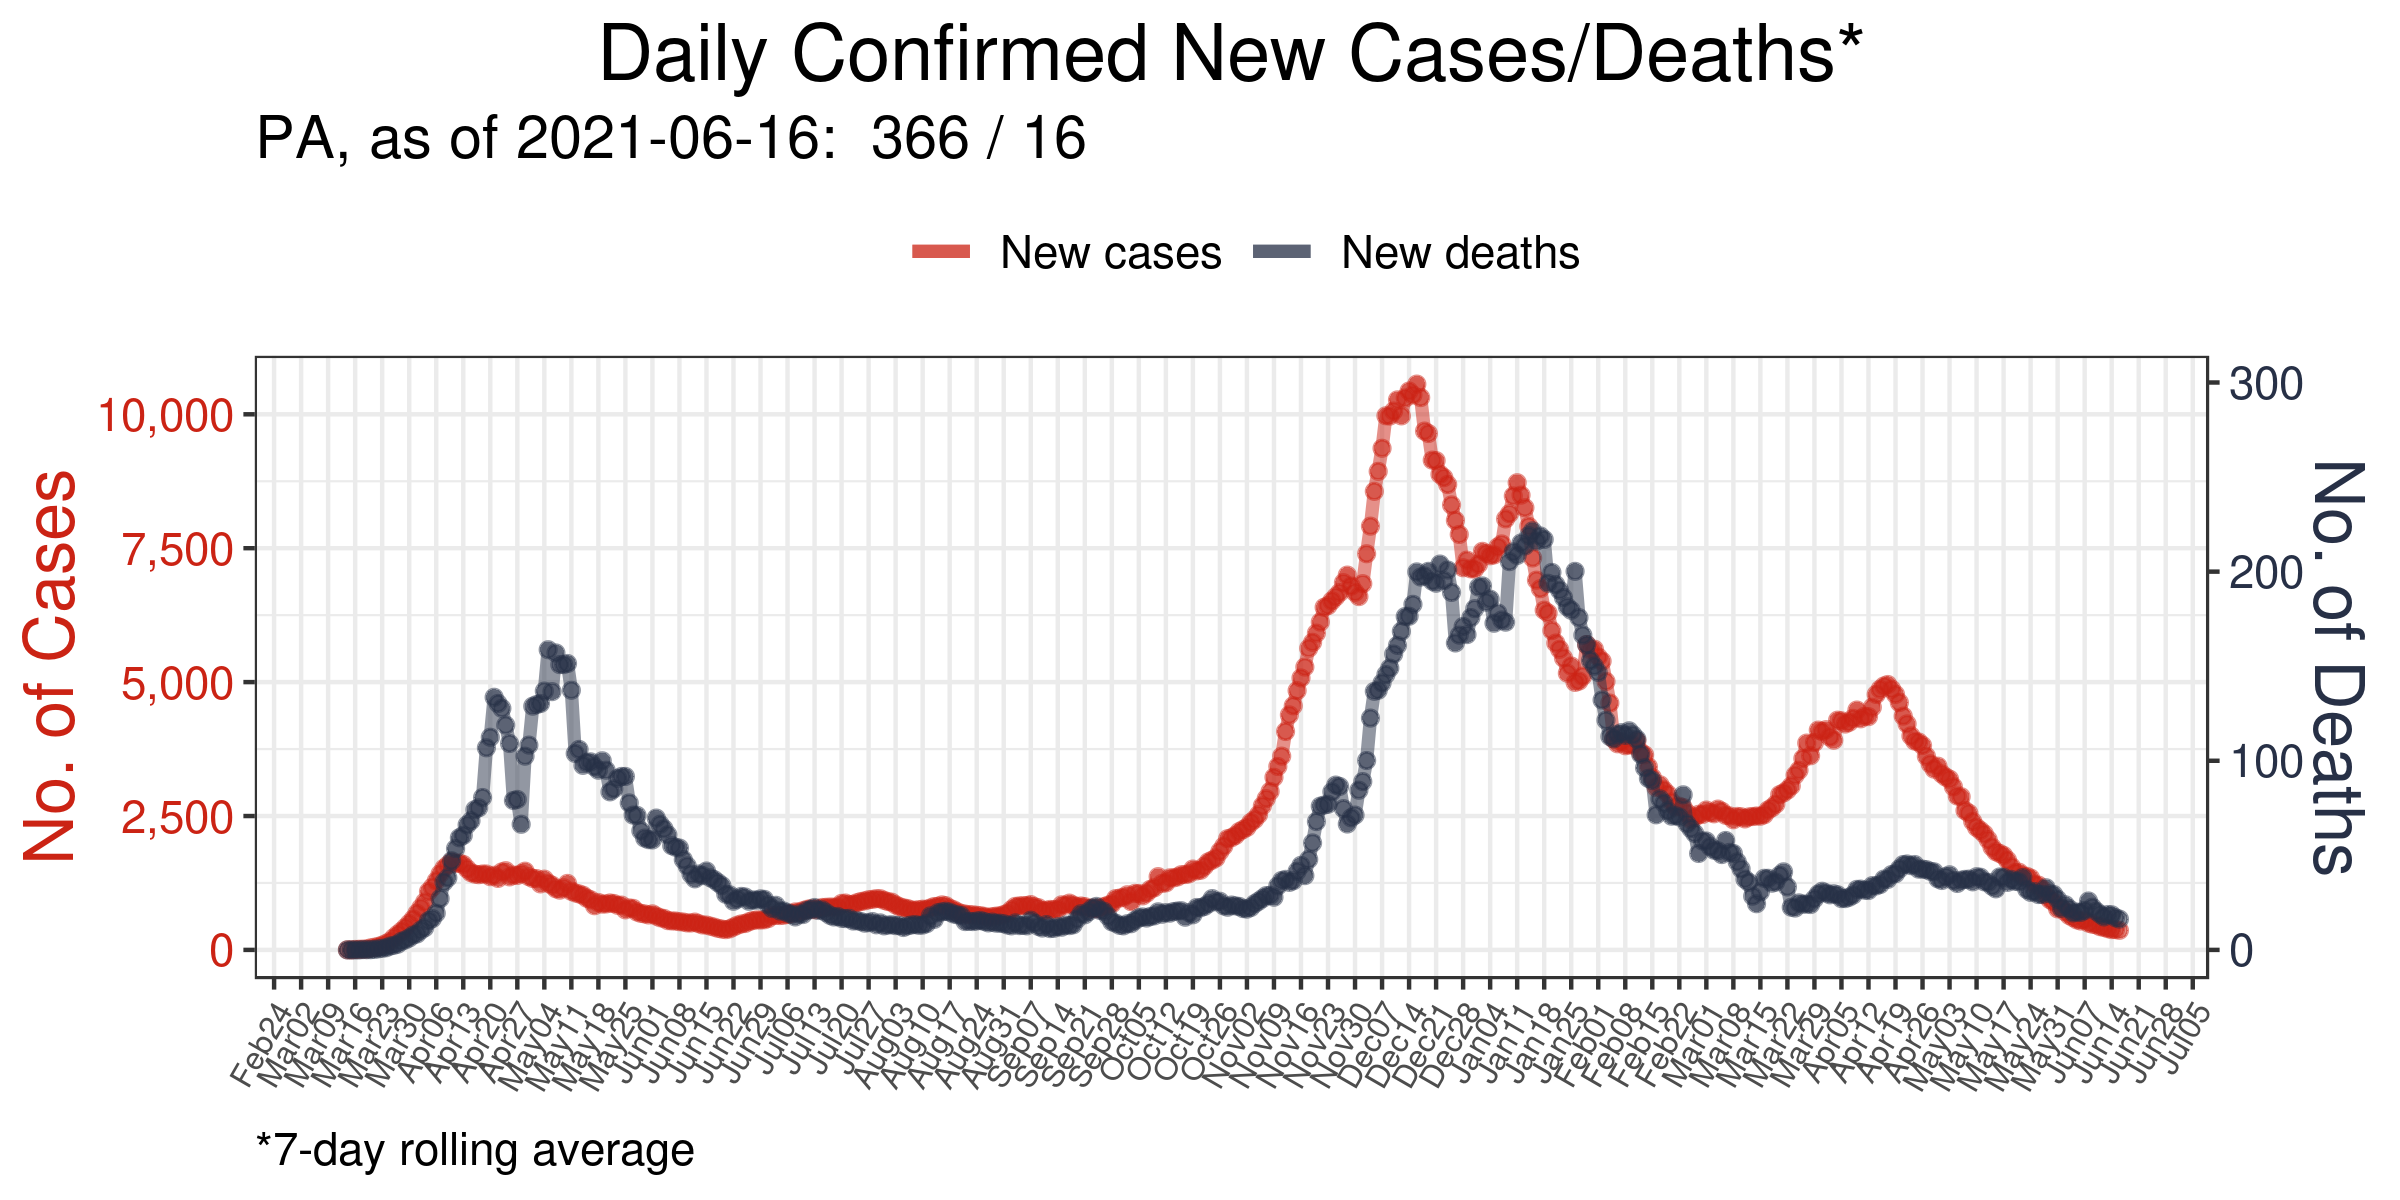 Daily Confirmed New Cases/Deaths*
PA, as of 2021-06-16:  366 / 16
New cases
New deaths
No. of Cases
10,000
7,500
5,000
2,500
0
300
200
100
0
No. of Deaths
Feb24
Mar02
Mar09
Mar16
Mar23
Mar30
Apr06
Apr13
Apr20
Apr27
May04
May11
May18
May25
Jun01
Jun08
Jun15
Jun22
Jun29
Jul06
Jul13
Jul20
Jul27
Aug03
Aug10
Aug17
Aug24
Aug31
Sep07
Sep14
Sep21
Sep28
Oct05
Oct12
Oct19
Oct26
Nov02
Nov09
Nov16
Nov23
Nov30
Dec07
Dec14
Dec21
Dec28
Jan04
Jan11
Jan18
Jan25
Feb01
Feb08
Feb15
Feb22
Mar01
Mar08
Mar15
Mar22
Mar29
Apr05
Apr12
Apr19
Apr26
May03
May10
May17
May24
May31
Jun07
Jun14
Jun21
Jun28
Jul05
*7-day rolling average